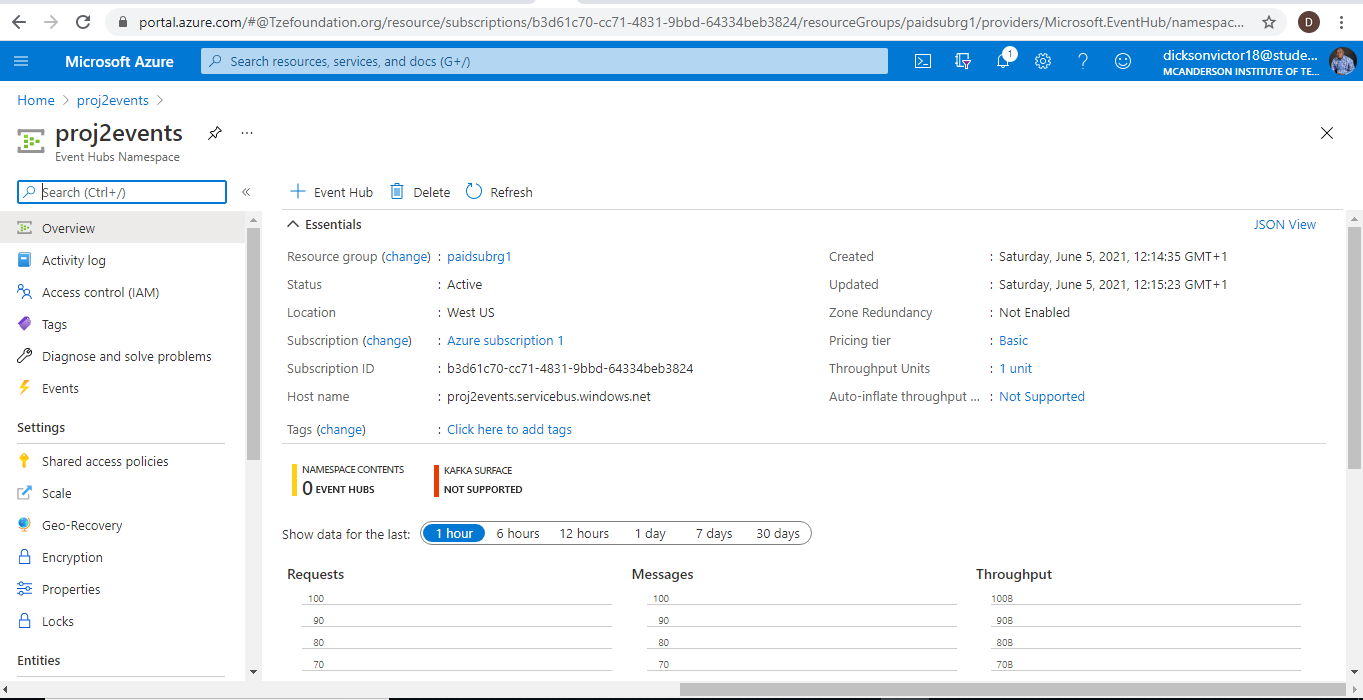 portal.azure.com/#@Tzefoundation.org/resource/subscriptions/b3d61c70-cc71-4831-9bbd-64334beb3824/resourceGroups/paidsubrg1/providers/Microsoft.EventHub/namespac...
D
Microsoft Azure
Search resources, services, and docs (G+/)
1
dicksonvictor18@stude...
MCANDERSON INSTITUTE OF TE...
Home > proj2events >
proj2events
...
Event Hubs Namespace
Search (Ctrl+/)
«
Overview
Activity log
Access control (IAM)
Tags
Diagnose and solve problems
Events
Settings
Shared access policies
Scale
Geo-Recovery
Encryption
Properties
Locks
Entities
+ Event Hub Delete Refresh
Essentials
JSON View
Resource group (change) : paidsubrg1
Status : Active
Location : West US
Subscription (change) : Azure subscription 1
Subscription ID : b3d61c70-cc71-4831-9bbd-64334beb3824
Host name : proj2events.servicebus.windows.net
Tags (change) : Click here to add tags
Created : Saturday, June 5, 2021, 12:14:35 GMT+1
Updated : Saturday, June 5, 2021, 12:15:23 GMT+1
Zone Redundancy : Not Enabled
Pricing tier : Basic
Throughput Units : 1 unit
Auto-inflate throughput ... : Not Supported
NAMESPACE CONTENTS
0 EVENT HUBS
KAFKA SURFACE
NOT SUPPORTED
Show data for the last: 1 hour 6 hours 12 hours 1 day 7 days 30 days
Requests
100
90
80
70
Messages
100
90
80
70
Throughput
100B
90B
80B
70B